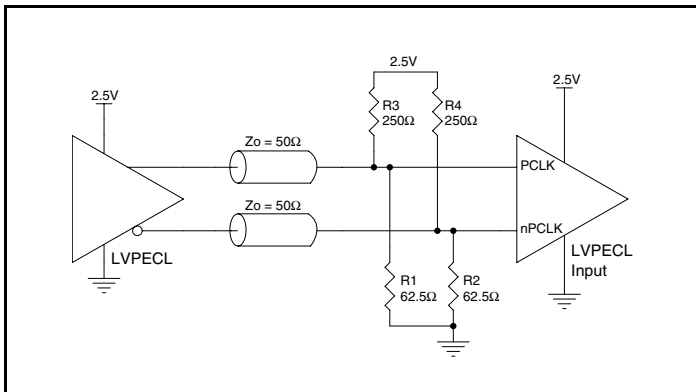 2.5V
2.5V
2.5V
R3
250Ω
R4
250Ω
Zo = 50Ω
PCLK
Zo = 50Ω
nPCLK
LVPECL
LVPECL
Input
R1
62.5Ω
R2
62.5Ω